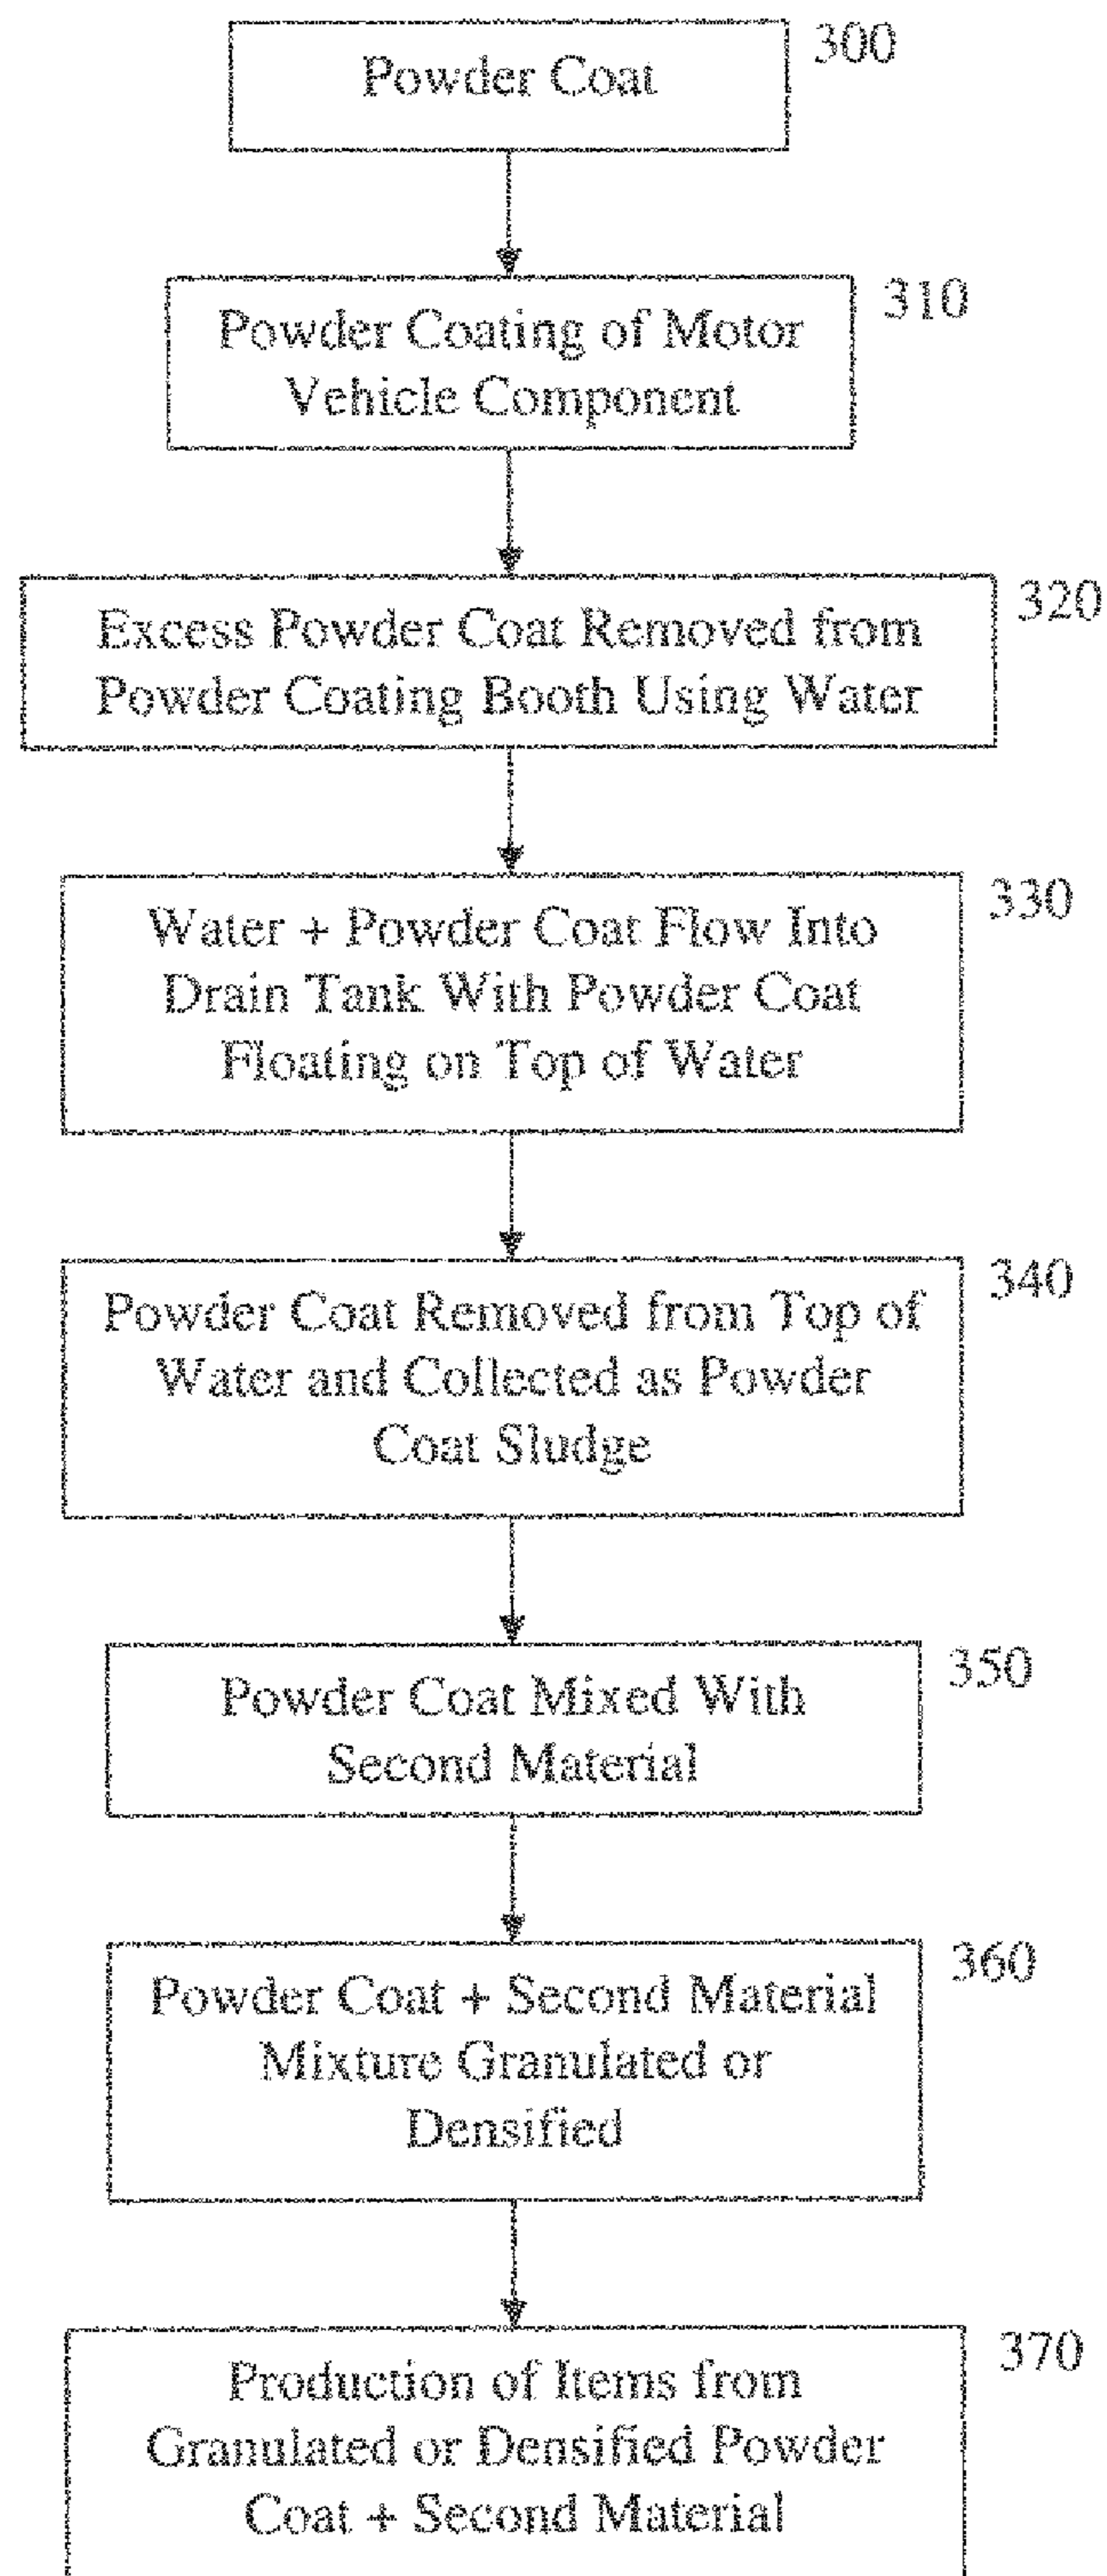 Powder Coat
300
Powder Coating of Motor
Vehicle Component
310
Excess Powder Coat Removed from
Powder Coating Booth Using Water
320
Water + Powder Coat Flow Into
Drain Tank With Powder Coat
Floating on Top of Water
330
Powder Coat Removed from Top of
Water and Collected as Powder
Coat Sludge
340
Powder Coat Mixed With
Second Material
350
Powder Coat + Second Material
Mixture Granulated or
Densified
360
Production of Items from
Granulated or Densified Powder
Coat + Second Material
370